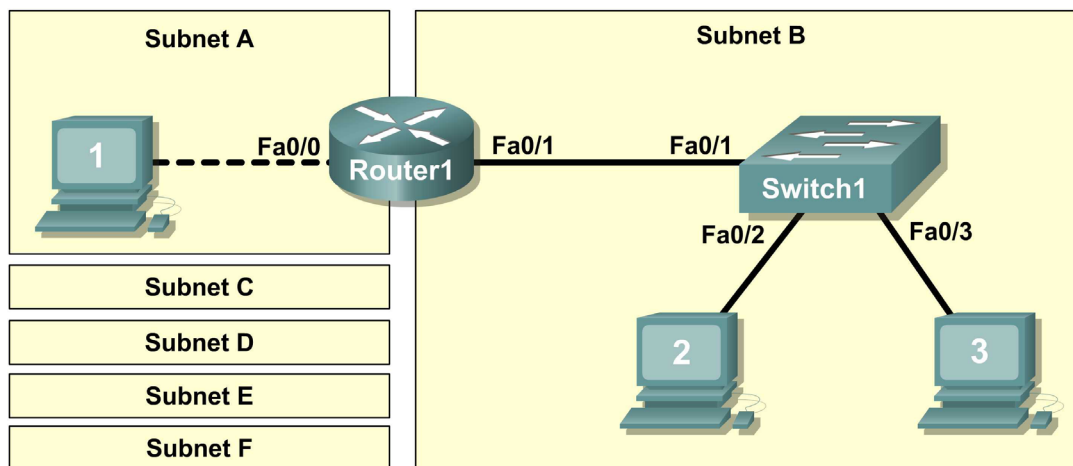 Subnet A
Subnet B
1
Fa0/0
Router1
Fa0/1
Fa0/1
Switch1
Fa0/2
Fa0/3
2
3
Subnet C
Subnet D
Subnet E
Subnet F